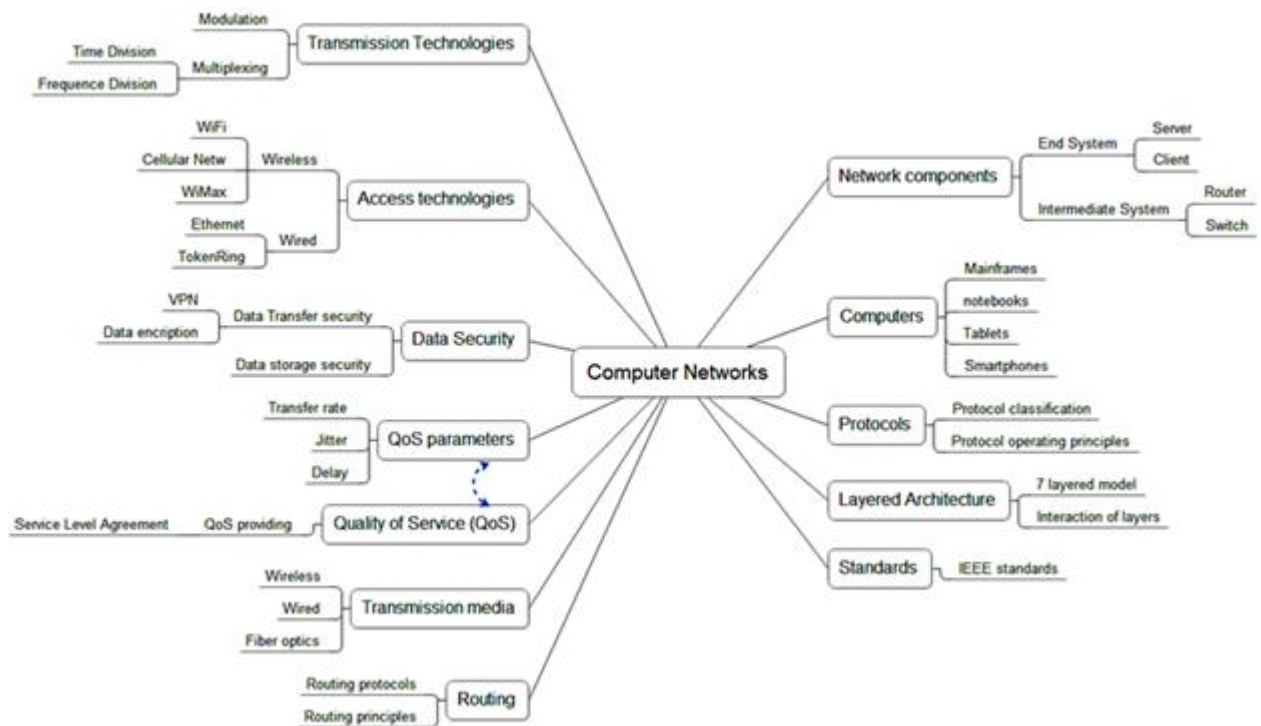 Modulation
Transmission Technologies
Time Division
Multiplexing
Frequence Division
WiFi
Cellular Netw
Wireless
WiMax
Access technologies
Ethernet
Wired
TokenRing
VPN
Data Transfer security
Data encription
Data Security
Data storage security
Computer Networks
Transfer rate
Jitter
QoS parameters
Delay
Service Level Agreement
QoS providing
Quality of Service (QoS)
Wireless
Wired
Transmission media
Fiber optics
Routing protocols
Routing
Routing principles
Server
End System
Client
Network components
Router
Intermediate System
Switch
Mainframes
notebooks
Computers
Tablets
Smartphones
Protocol classification
Protocols
Protocol operating principles
7 layered model
Layered Architecture
Interaction of layers
Standards
IEEE standards